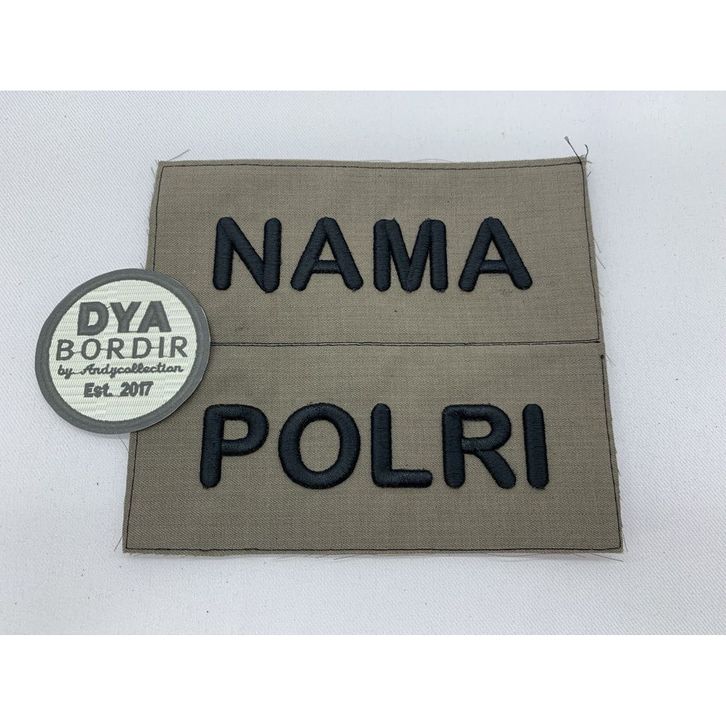 NAMA
DYA
BORDIR
by Andycollection
Est. 2017
POLRI